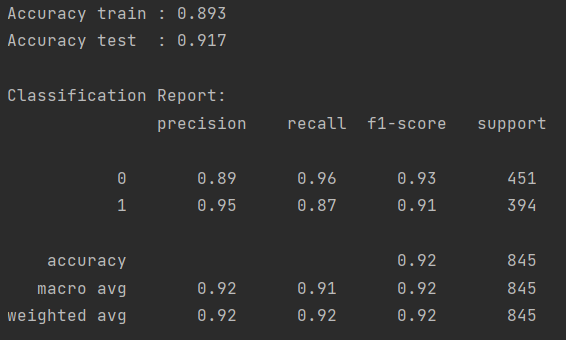 Accuracy train : 0.893
Accuracy test  : 0.917
Classification Report:
precision    recall  f1-score   support
0       0.89      0.96      0.93       451
1       0.95      0.87      0.91       394
accuracy                           0.92       845
macro avg       0.92      0.91      0.92       845
weighted avg       0.92      0.92      0.92       845